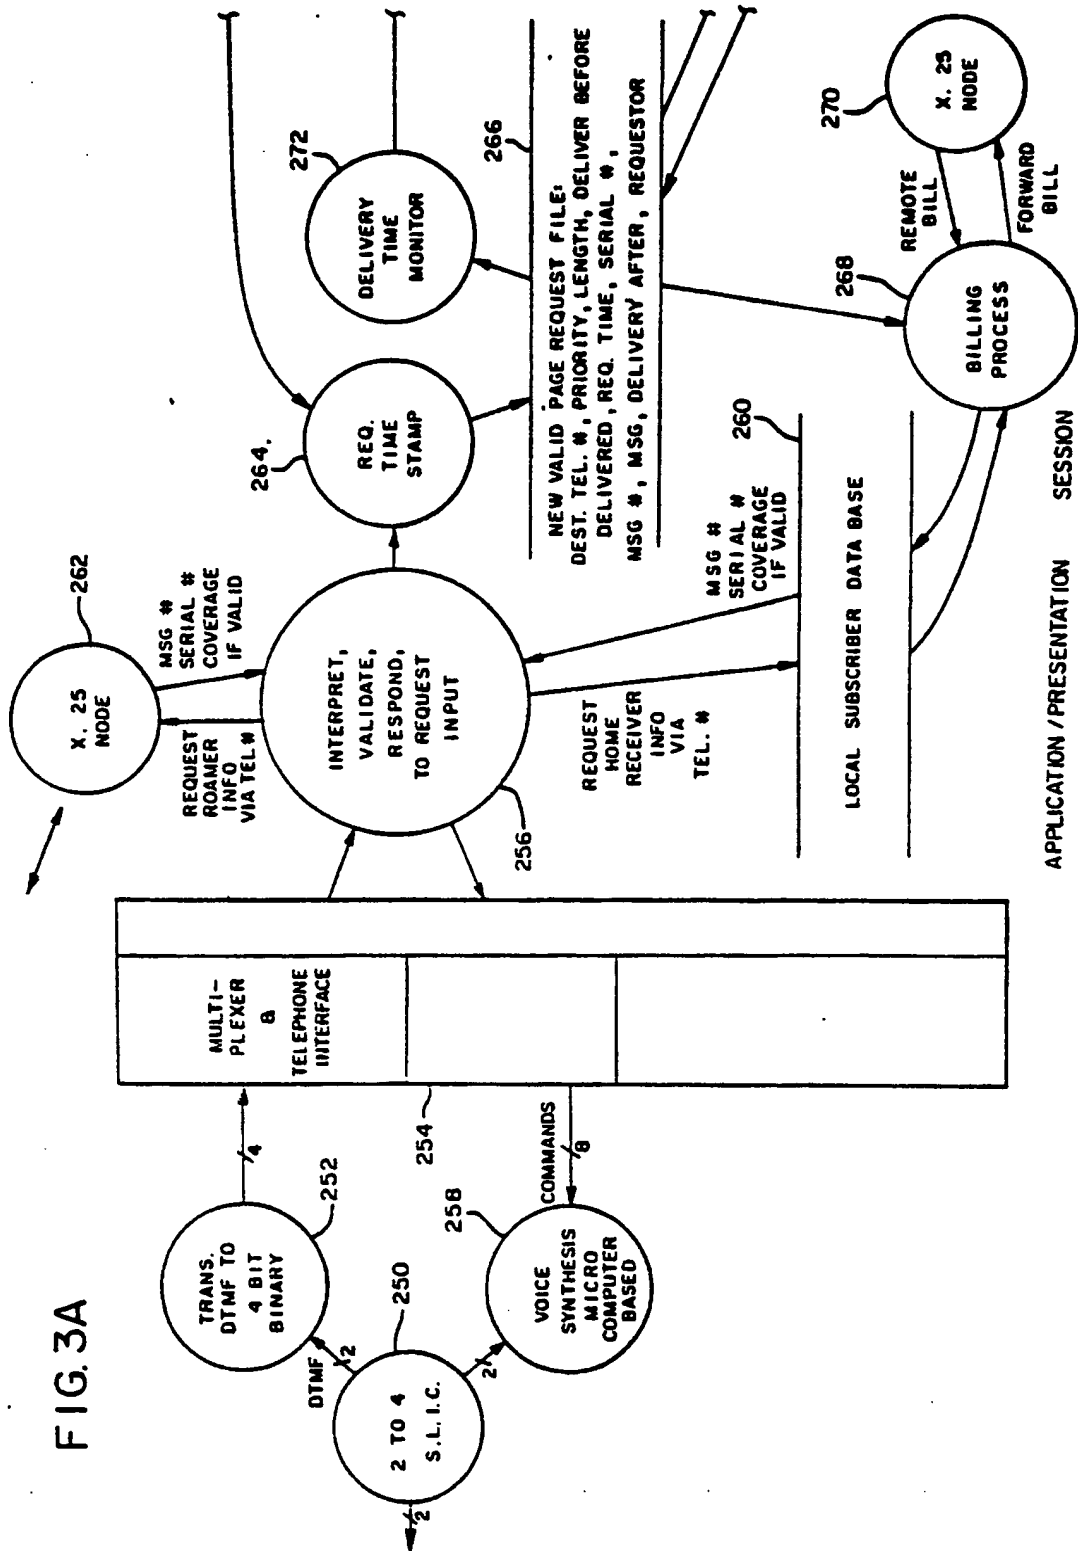 FIG. 3A
2 TO 4
S.L.I.C.
250
2
DTMF
2
2
TRANS.
DTMF TO
4 BIT
BINARY
252
4
VOICE
SYNTHESIS
MICRO
COMPUTER
BASED
258
COMMANDS
8
254
MULTI-
PLEXER
&
TELEPHONE
INTERFACE
X. 25
NODE
262
REQUEST
ROAMER
INFO
VIA TEL #
MSG #
SERIAL #
COVERAGE
IF VALID
INTERPRET,
VALIDATE,
RESPOND,
TO REQUEST
INPUT
256
REQUEST
HOME
RECEIVER
INFO
VIA
TEL. #
MSG #
SERIAL #
COVERAGE
IF VALID
260
LOCAL SUBSCRIBER DATA BASE
REQ.
TIME
STAMP
264.
DELIVERY
TIME
MONITOR
272
266
NEW VALID PAGE REQUEST FILE:
DEST. TEL. #, PRIORITY, LENGTH, DELIVER BEFORE
DELIVERED, REQ. TIME, SERIAL #,
MSG #, MSG, DELIVERY AFTER, REQUESTOR
BILLING
PROCESS
268
REMOTE
BILL
FORWARD
BILL
X. 25
NODE
270
APPLICATION / PRESENTATION SESSION